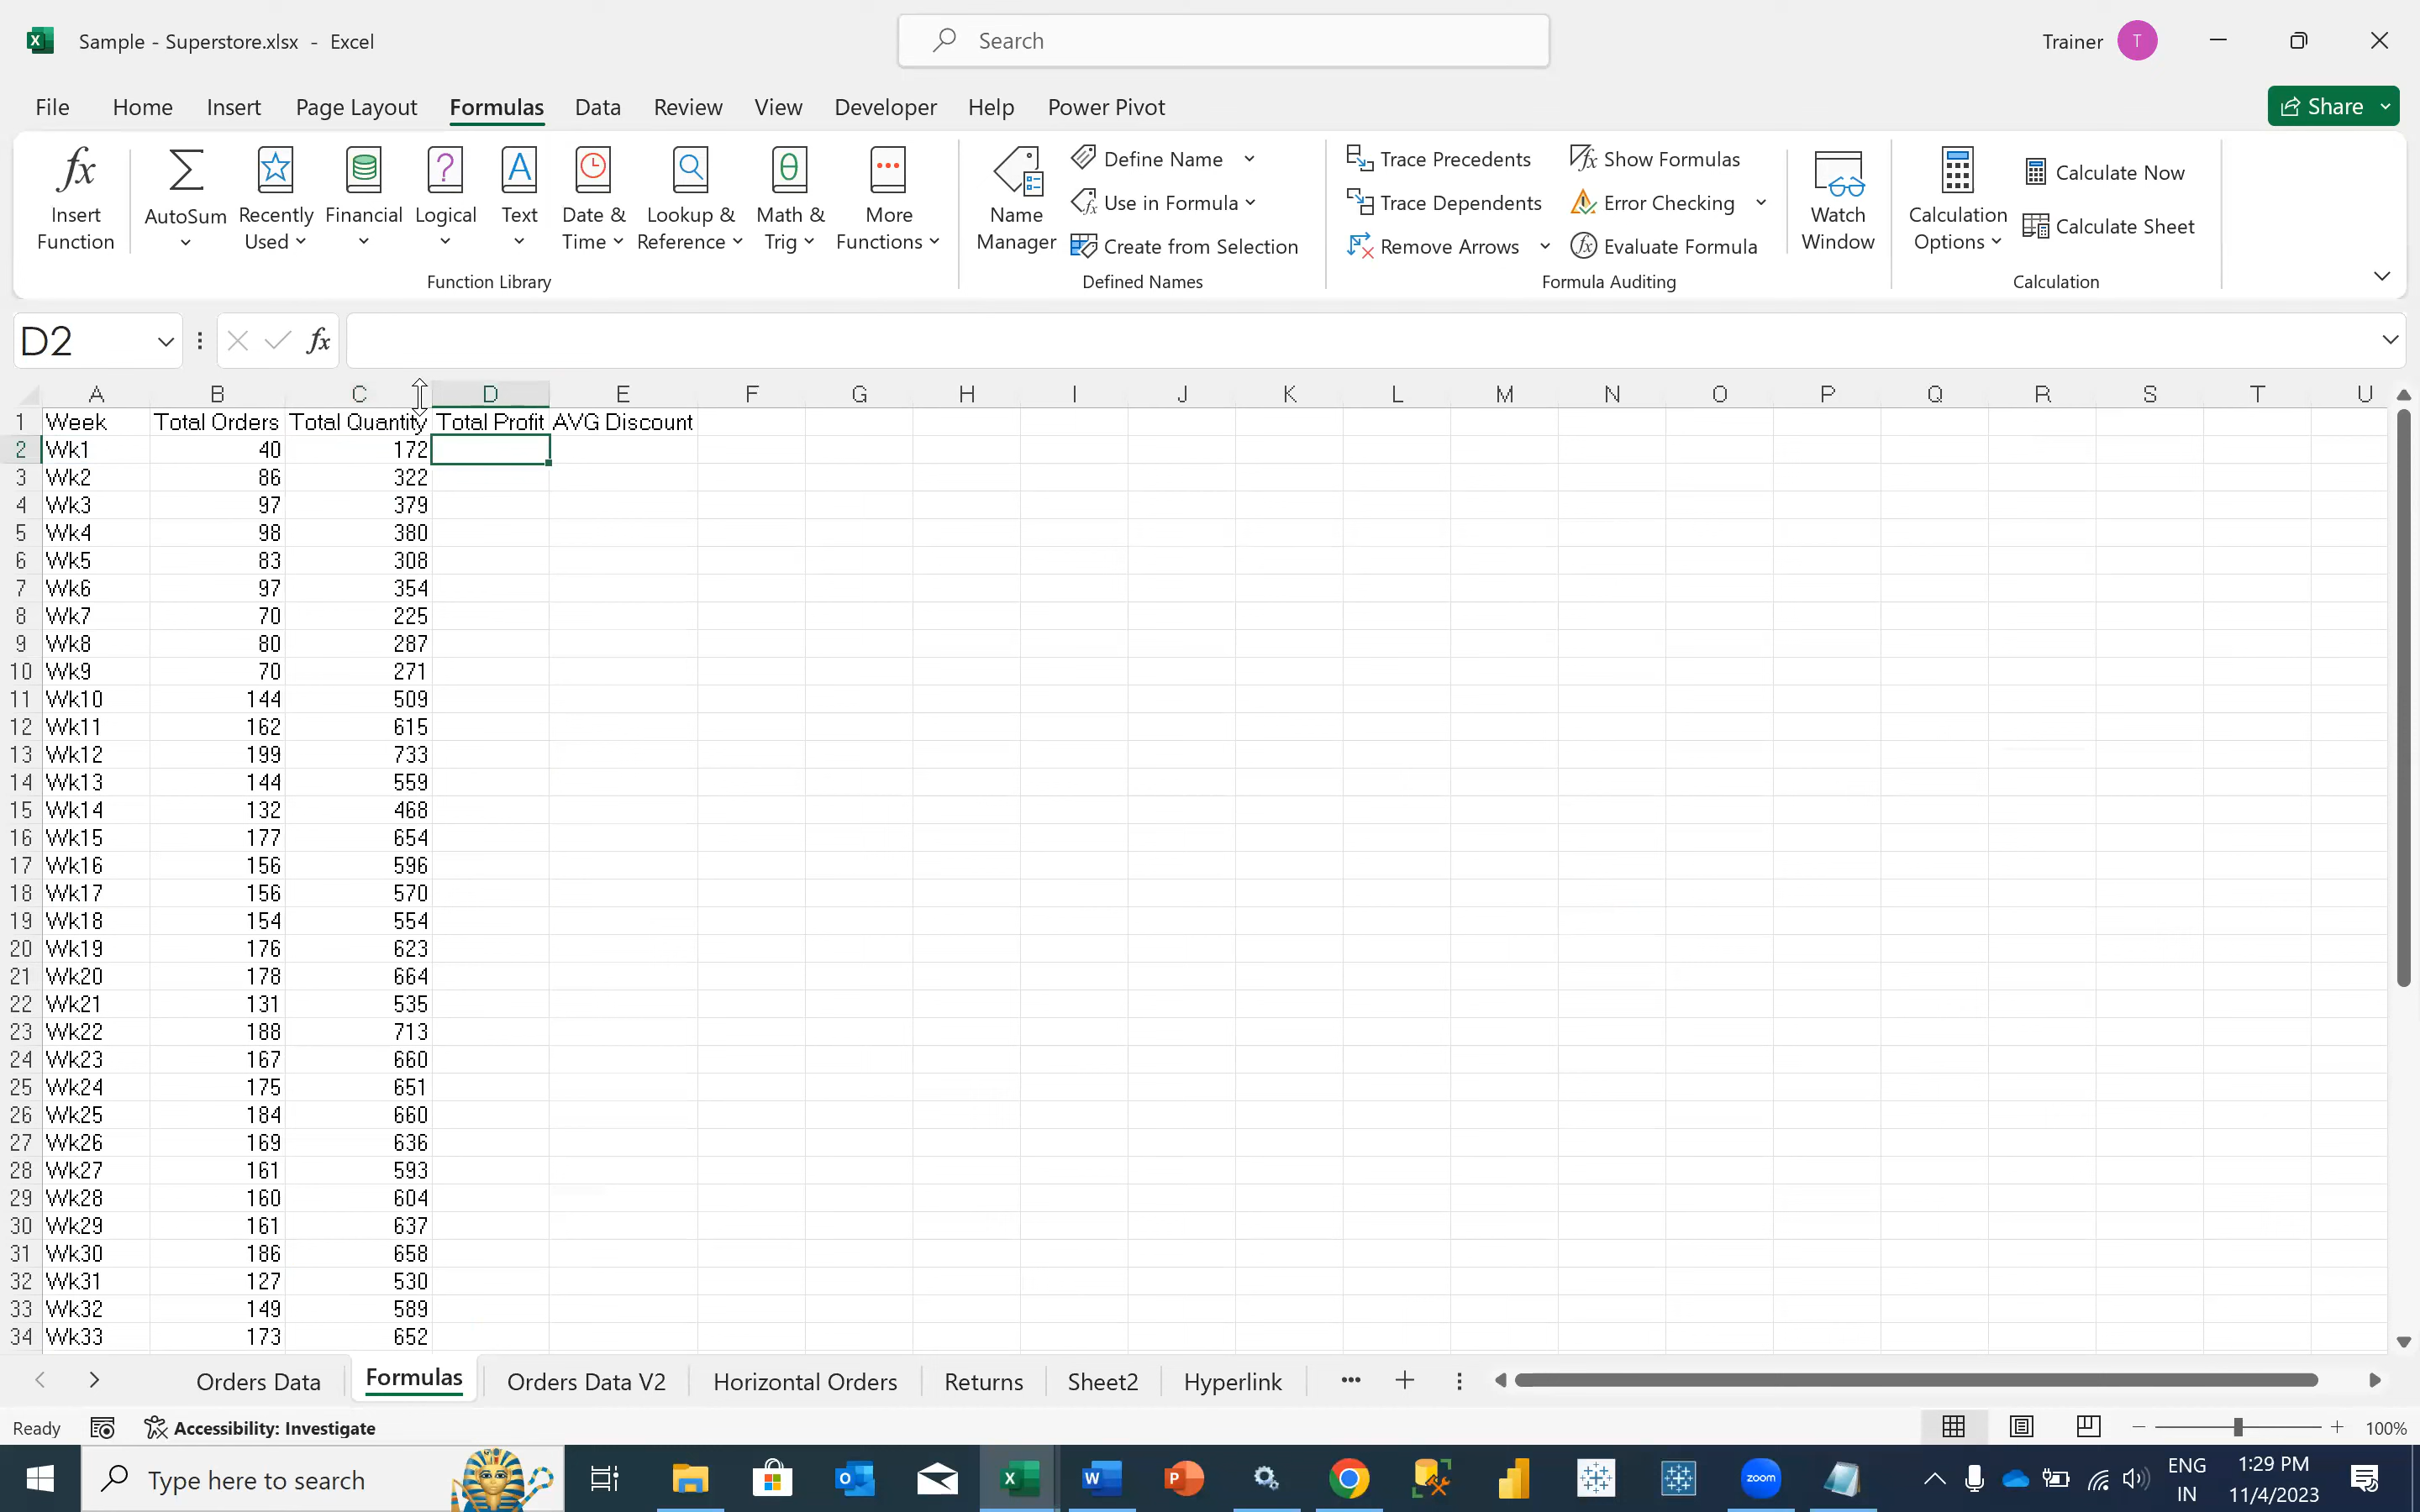 Sample - Superstore.xlsx - Excel
Search
Trainer T
File Home Insert Page Layout Formulas Data Review View Developer Help Power Pivot
Share
Insert Function
AutoSum
Recently Used
Financial
Logical
Text
Date & Time
Lookup & Reference
Math & Trig
More Functions
Function Library
Name Manager
Define Name
Use in Formula
Create from Selection
Defined Names
Trace Precedents
Trace Dependents
Remove Arrows
Show Formulas
Error Checking
Evaluate Formula
Formula Auditing
Watch Window
Calculation Options
Calculate Now
Calculate Sheet
Calculation
D2
fx
A B C D E F G H I J K L M N O P Q R S T U
1 Week Total Orders Total Quantity Total Profit AVG Discount
2 Wk1 40 172
3 Wk2 86 322
4 Wk3 97 379
5 Wk4 98 380
6 Wk5 83 308
7 Wk6 97 354
8 Wk7 70 225
9 Wk8 80 287
10 Wk9 70 271
11 Wk10 144 509
12 Wk11 162 615
13 Wk12 199 733
14 Wk13 144 559
15 Wk14 132 468
16 Wk15 177 654
17 Wk16 156 596
18 Wk17 156 570
19 Wk18 154 554
20 Wk19 176 623
21 Wk20 178 664
22 Wk21 131 535
23 Wk22 188 713
24 Wk23 167 660
25 Wk24 175 651
26 Wk25 184 660
27 Wk26 169 636
28 Wk27 161 593
29 Wk28 160 604
30 Wk29 161 637
31 Wk30 186 658
32 Wk31 127 530
33 Wk32 149 589
34 Wk33 173 652
Orders Data Formulas Orders Data V2 Horizontal Orders Returns Sheet2 Hyperlink
Ready Accessibility: Investigate 100%
Type here to search
zoom
ENG IN
1:29 PM
11/4/2023